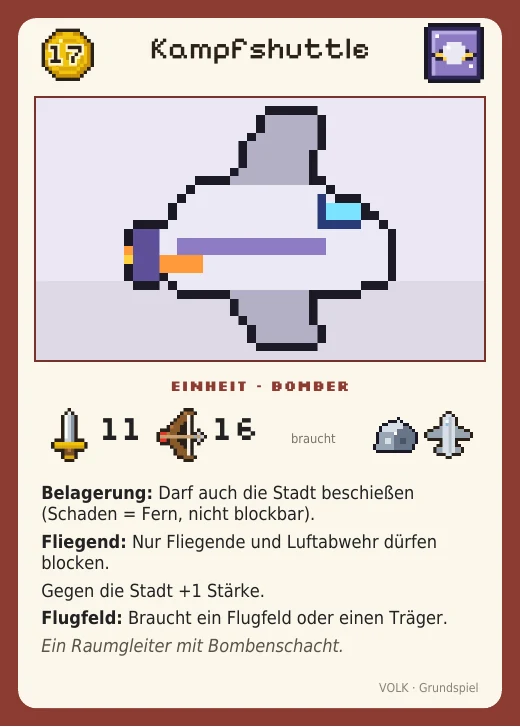 17
Kampfshuttle
EINHEIT · BOMBER
11 16 braucht
Belagerung: Darf auch die Stadt beschießen
(Schaden = Fern, nicht blockbar).
Fliegend: Nur Fliegende und Luftabwehr dürfen
blocken.
Gegen die Stadt +1 Stärke.
Flugfeld: Braucht ein Flugfeld oder einen Träger.
Ein Raumgleiter mit Bombenschacht.
VOLK · Grundspiel